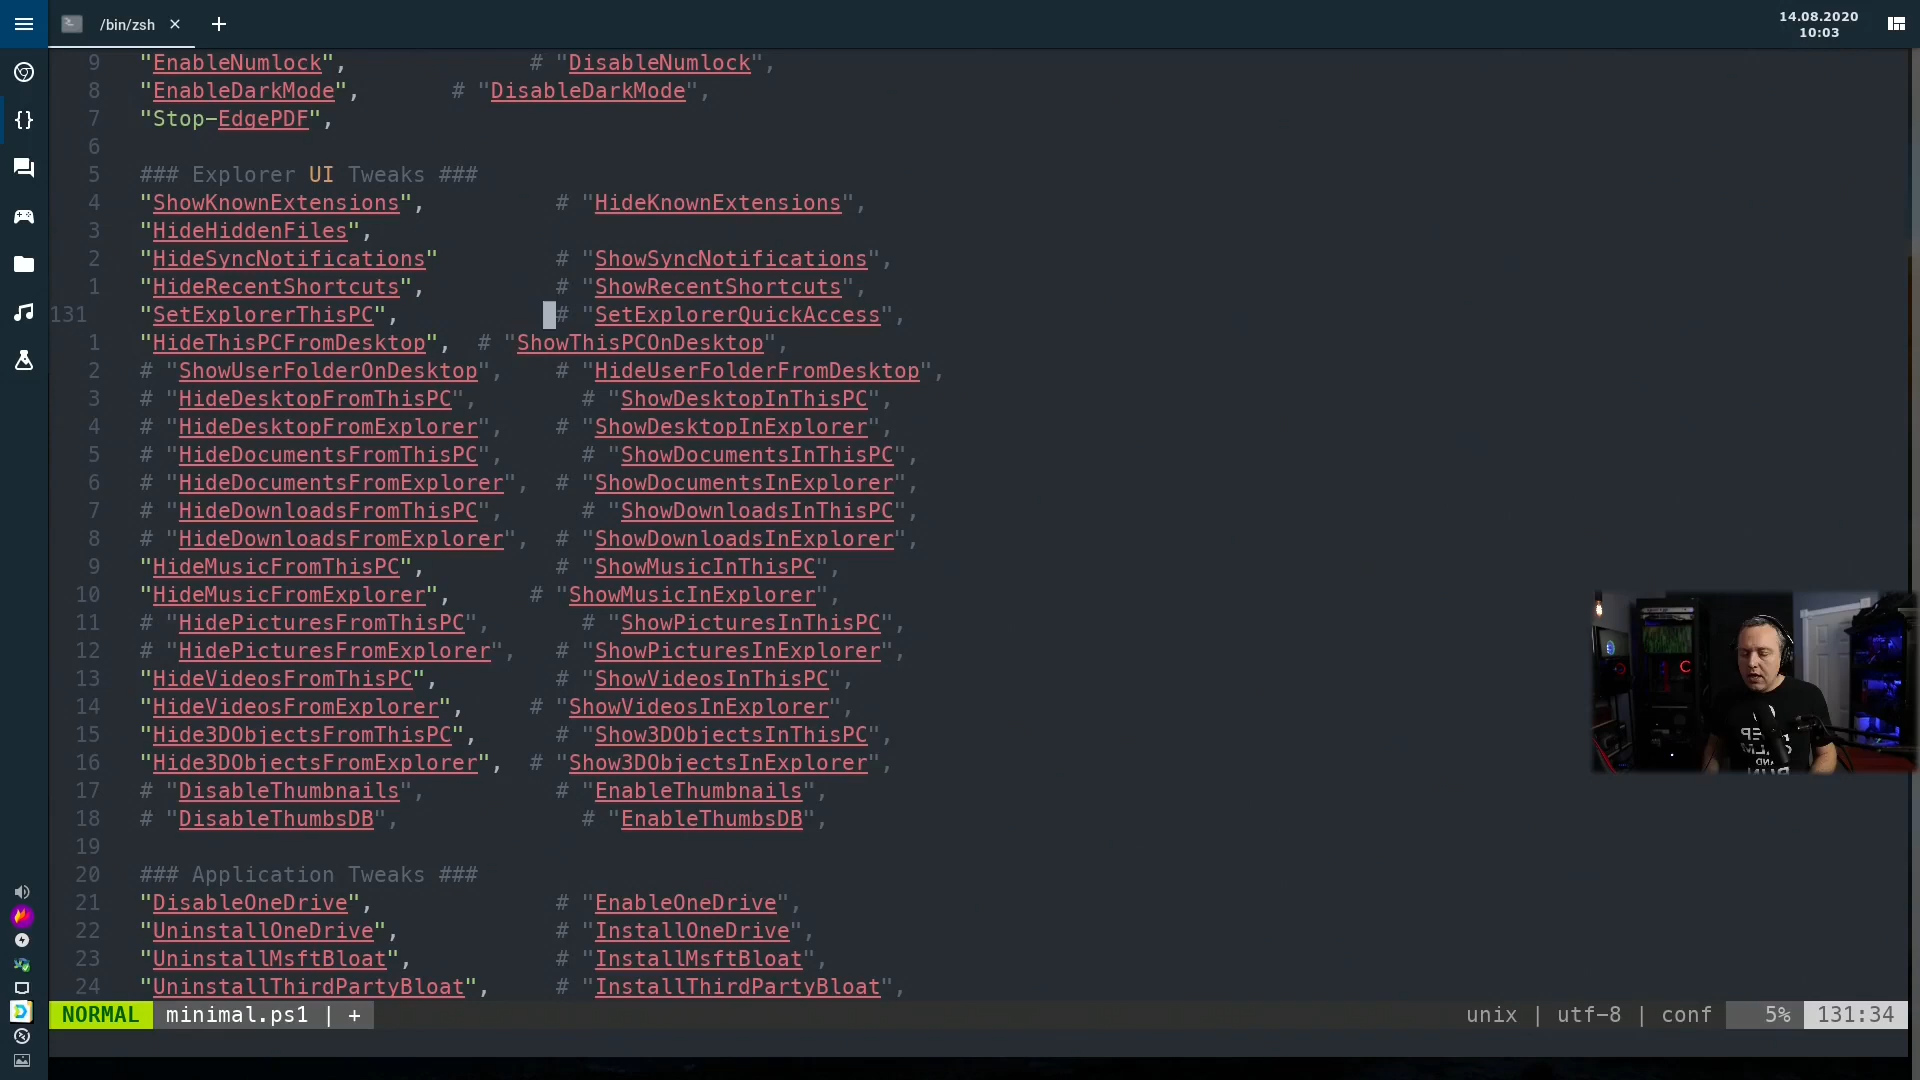 /bin/zsh
14.08.2020
10:03
9 "EnableNumlock", # "DisableNumlock",
8 "EnableDarkMode", # "DisableDarkMode",
7 "Stop-EdgePDF",
6
5 ### Explorer UI Tweaks ###
4 "ShowKnownExtensions", # "HideKnownExtensions",
3 "HideHiddenFiles",
2 "HideSyncNotifications" # "ShowSyncNotifications",
1 "HideRecentShortcuts", # "ShowRecentShortcuts",
131 "SetExplorerThisPC", # "SetExplorerQuickAccess",
1 "HideThisPCFromDesktop", # "ShowThisPCOnDesktop",
2 # "ShowUserFolderOnDesktop", # "HideUserFolderFromDesktop",
3 # "HideDesktopFromThisPC", # "ShowDesktopInThisPC",
4 # "HideDesktopFromExplorer", # "ShowDesktopInExplorer",
5 # "HideDocumentsFromThisPC", # "ShowDocumentsInThisPC",
6 # "HideDocumentsFromExplorer", # "ShowDocumentsInExplorer",
7 # "HideDownloadsFromThisPC", # "ShowDownloadsInThisPC",
8 # "HideDownloadsFromExplorer", # "ShowDownloadsInExplorer",
9 "HideMusicFromThisPC", # "ShowMusicInThisPC",
10 "HideMusicFromExplorer", # "ShowMusicInExplorer",
11 # "HidePicturesFromThisPC", # "ShowPicturesInThisPC",
12 # "HidePicturesFromExplorer", # "ShowPicturesInExplorer",
13 "HideVideosFromThisPC", # "ShowVideosInThisPC",
14 "HideVideosFromExplorer", # "ShowVideosInExplorer",
15 "Hide3DObjectsFromThisPC", # "Show3DObjectsInThisPC",
16 "Hide3DObjectsFromExplorer", # "Show3DObjectsInExplorer",
17 # "DisableThumbnails", # "EnableThumbnails",
18 # "DisableThumbsDB", # "EnableThumbsDB",
19
20 ### Application Tweaks ###
21 "DisableOneDrive", # "EnableOneDrive",
22 "UninstallOneDrive", # "InstallOneDrive",
23 "UninstallMsftBloat", # "InstallMsftBloat",
24 "UninstallThirdPartyBloat", # "InstallThirdPartyBloat",
NORMAL minimal.ps1 | + unix | utf-8 | conf 5% 131:34